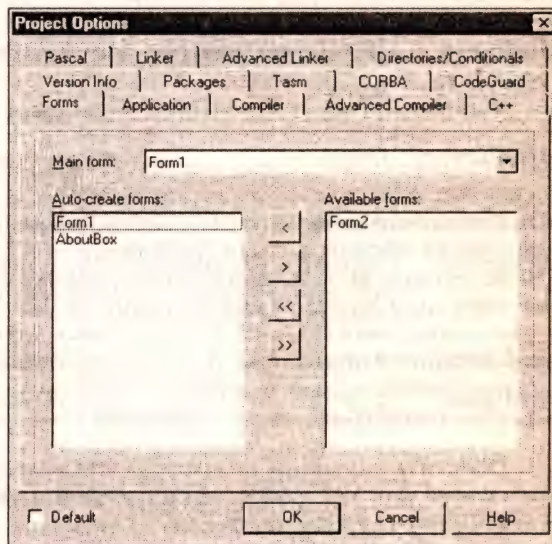 Project Options
Pascal Linker Advanced Linker Directories/Conditionals
Version Info Packages Tasm CORBA CodeGuard
Forms Application Compiler Advanced Compiler C++
Main form: Form1
Auto-create forms: Available forms:
Form1 < Form2
AboutBox
>
<<
>>
Default OK Cancel Help